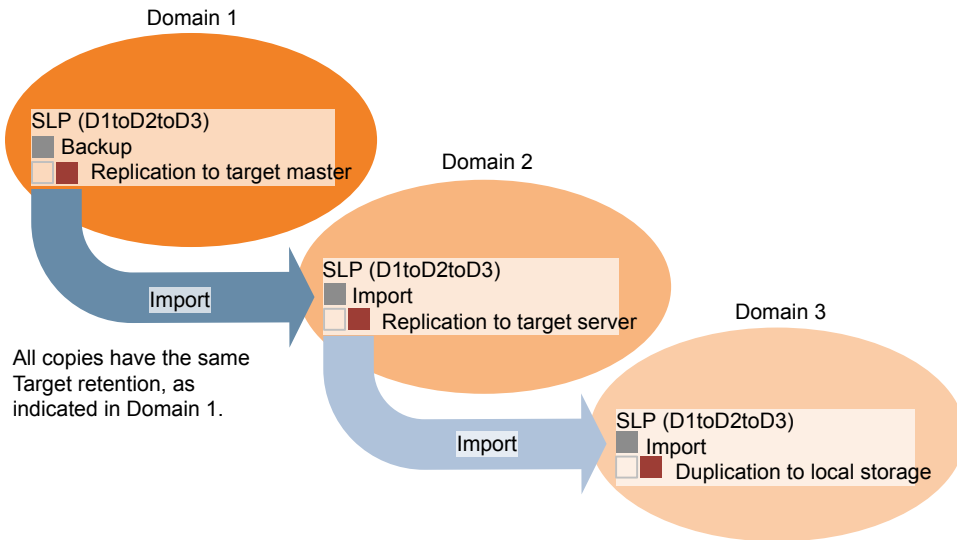 Domain 1
SLP (D1toD2toD3)
Backup
Replication to target master
Import
Domain 2
SLP (D1toD2toD3)
Import
Replication to target server
All copies have the same
Target retention, as
indicated in Domain 1.
Import
Domain 3
SLP (D1toD2toD3)
Import
Duplication to local storage